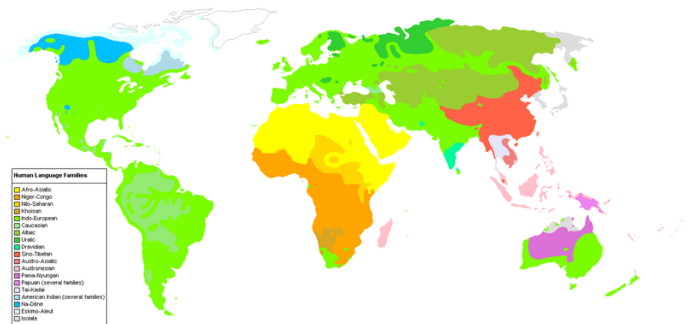 Human Language Families
Afro-Asiatic
Niger-Congo
Nilo-Saharan
Khoisan
Indo-European
Caucasian
Altaic
Uralic
Dravidian
Sino-Tibetan
Austro-Asiatic
Austronesian
Pama-Nyungan
Papuan (several families)
Tai-Kadai
American Indian (several families)
Na-Dene
Eskimo-Aleut
Isolate